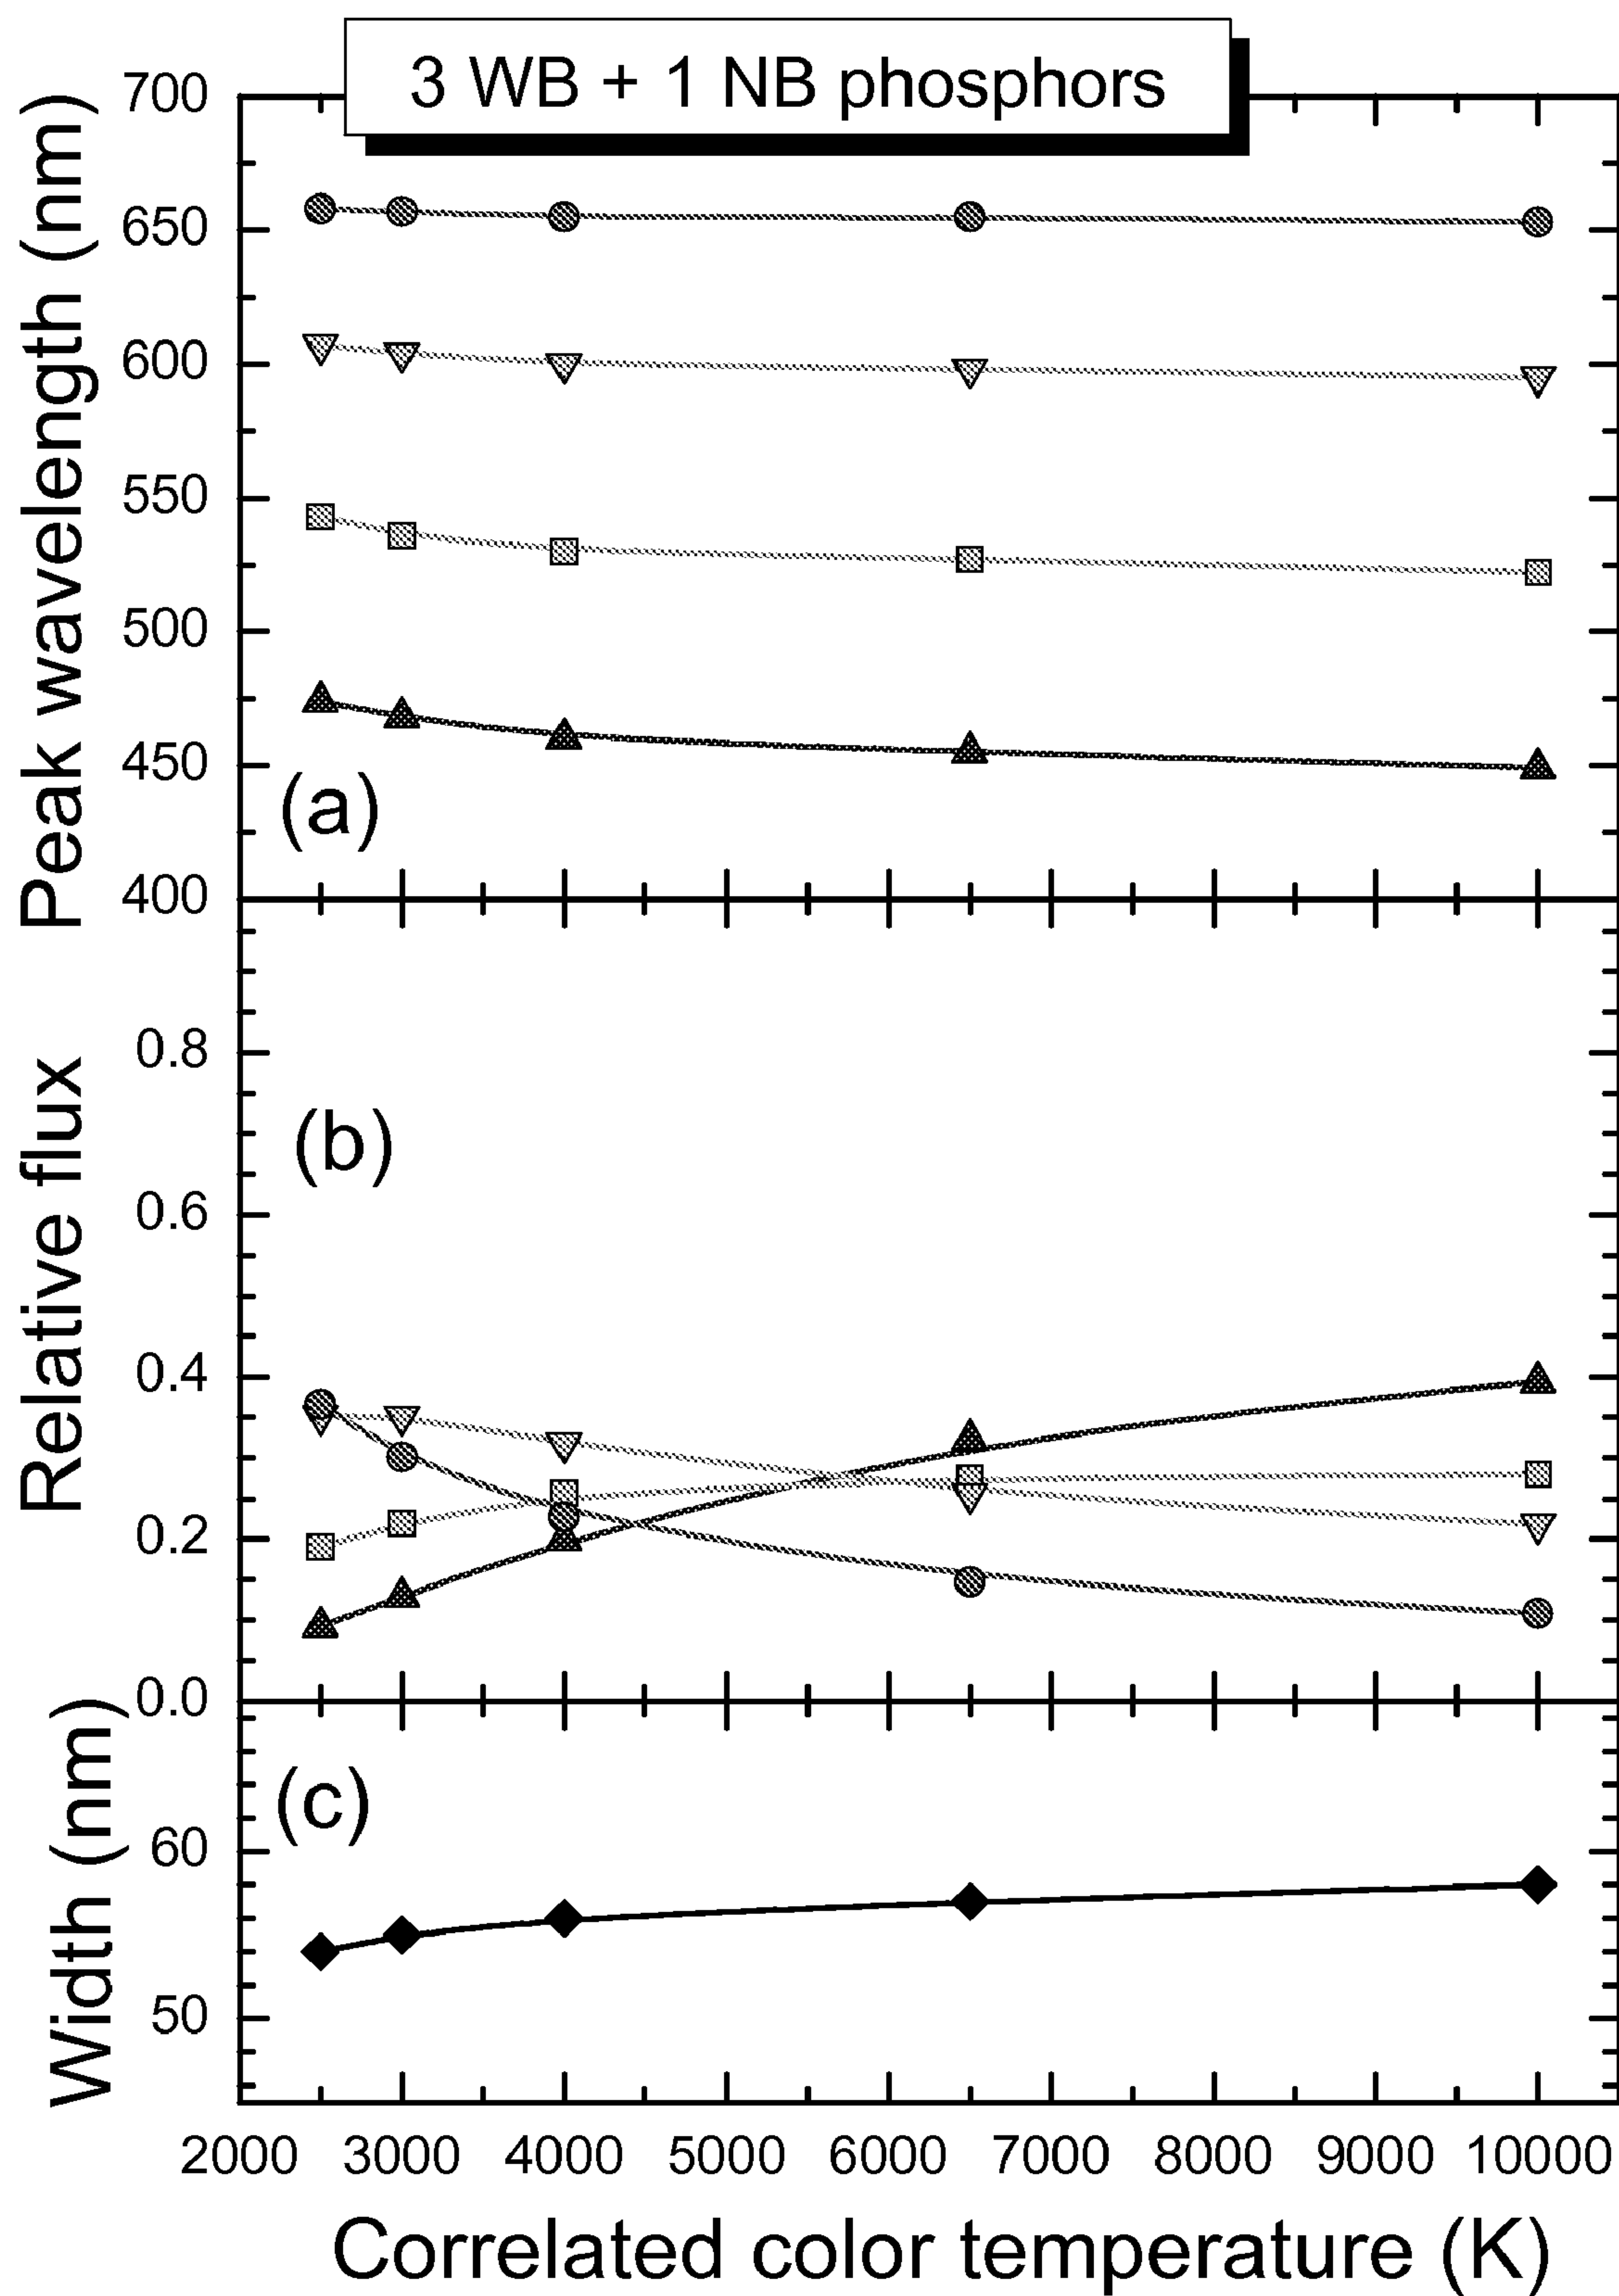 3 WB + 1 NB phosphors
Peak wavelength (nm)
700
650
600
550
500
450
400
(a)
Relative flux
0.8
0.6
0.4
0.2
0.0
(b)
Width (nm)
60
50
(c)
2000 3000 4000 5000 6000 7000 8000 9000 10000
Correlated color temperature (K)